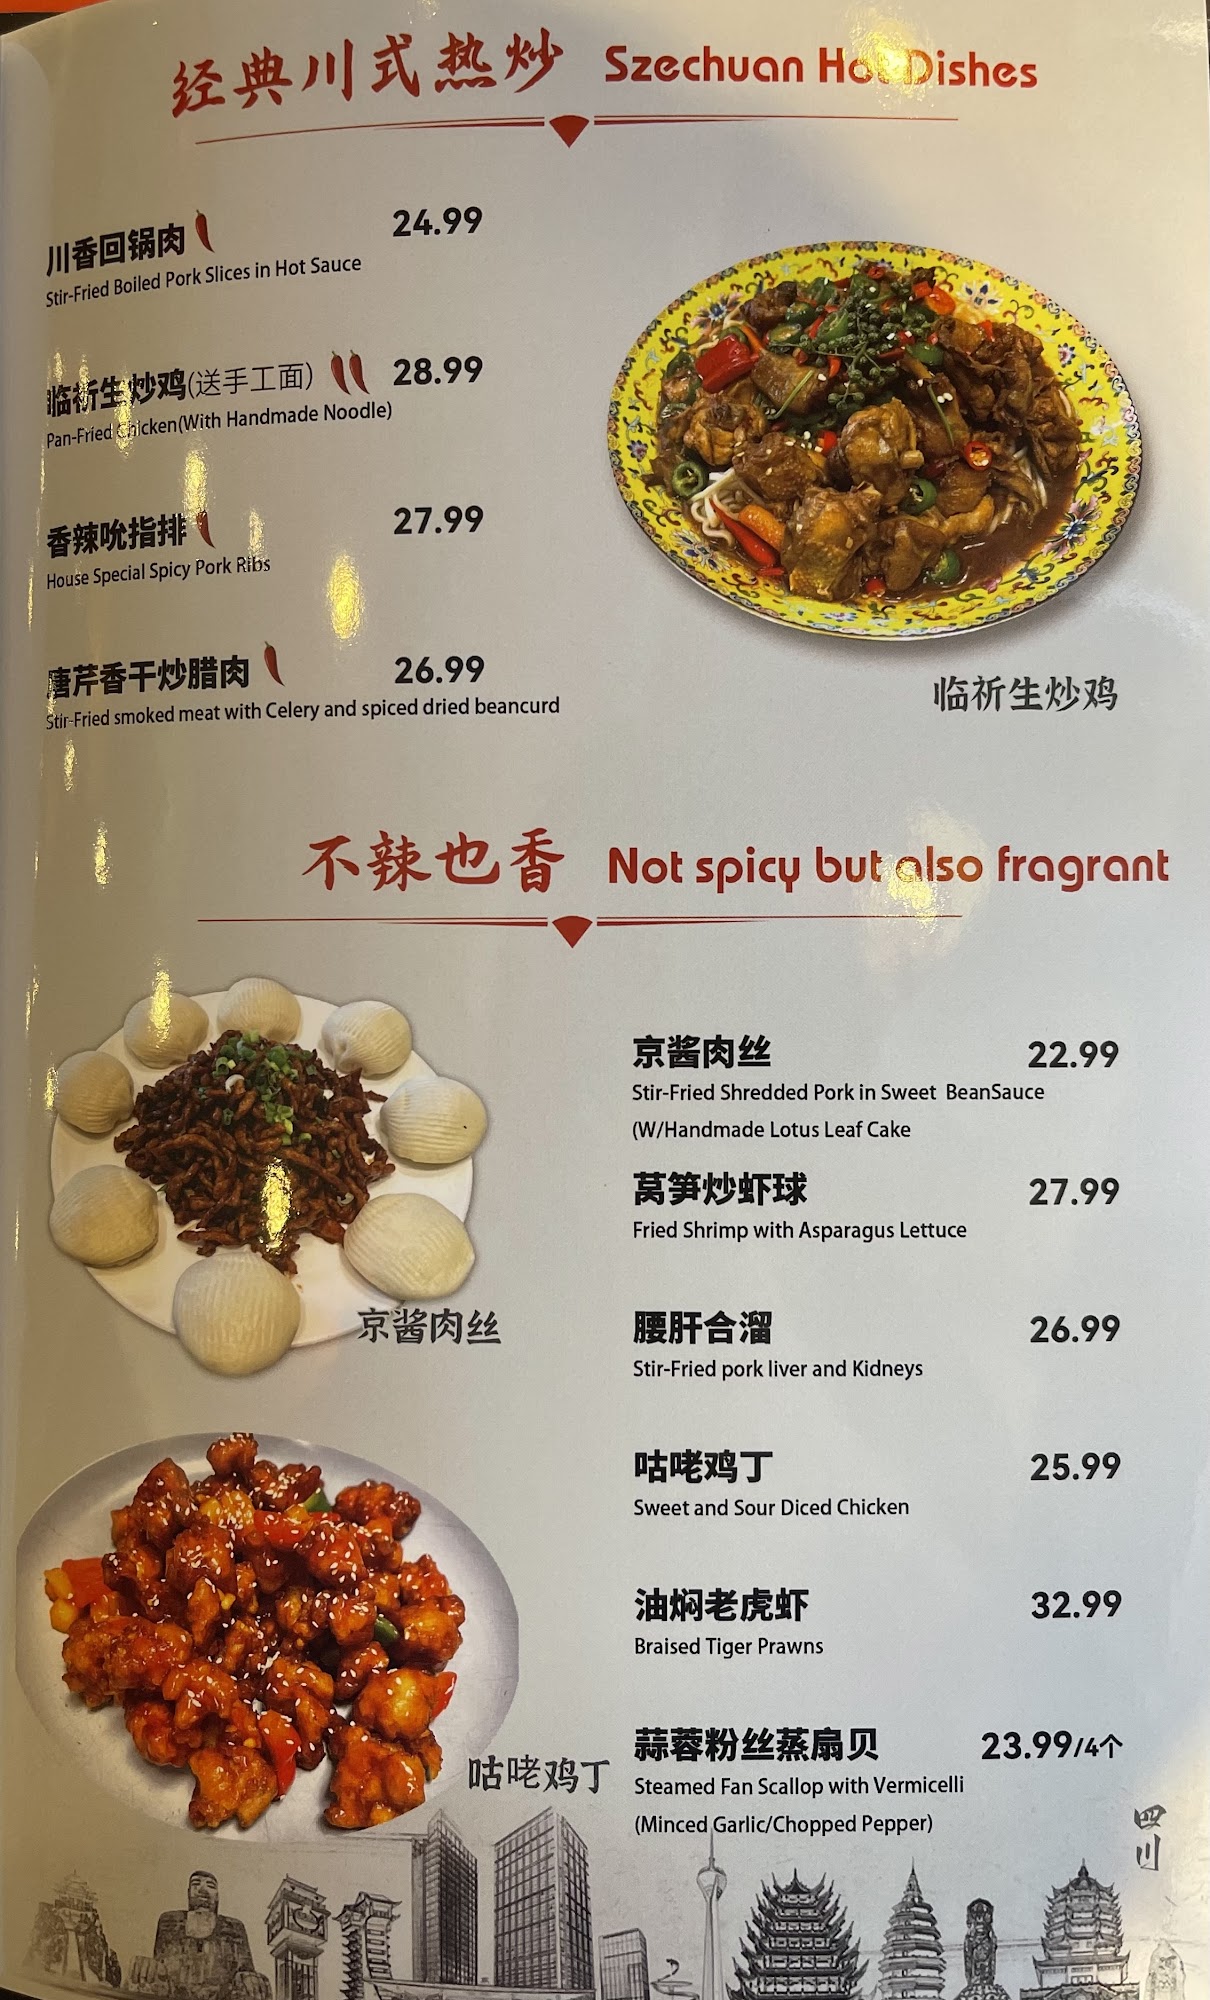 经典川式热炒 Szechuan Hot Dishes
川香回锅肉 24.99
Stir-Fried Boiled Pork Slices in Hot Sauce
临祈生炒鸡(送手工面) 28.99
Pan-Fried Chicken(With Handmade Noodle)
香辣吮指排 27.99
House Special Spicy Pork Ribs
唐芹香干炒腊肉 26.99
Stir-Fried smoked meat with Celery and spiced dried beancurd
临祈生炒鸡
不辣也香 Not spicy but also fragrant
京酱肉丝 22.99
Stir-Fried Shredded Pork in Sweet BeanSauce
(W/Handmade Lotus Leaf Cake
莴笋炒虾球 27.99
Fried Shrimp with Asparagus Lettuce
京酱肉丝
腰肝合溜 26.99
Stir-Fried pork liver and Kidneys
咕咾鸡丁 25.99
Sweet and Sour Diced Chicken
油焖老虎虾 32.99
Braised Tiger Prawns
蒜蓉粉丝蒸扇贝 23.99/4个
Steamed Fan Scallop with Vermicelli
(Minced Garlic/Chopped Pepper)
咕咾鸡丁
四川